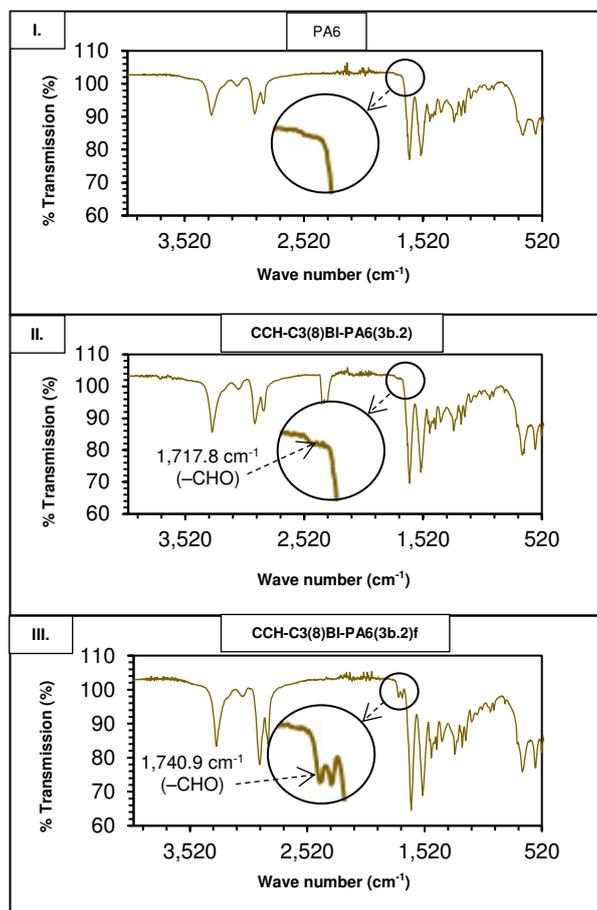 I.
PA6
% Transmission (%)
110
100
90
80
70
60
3,520
2,520
1,520
520
Wave number (cm-1)
II.
CCH-C3(8)BI-PA6(3b.2)
% Transmission (%)
110
100
90
80
70
60
1,717.8 cm-1
(–CHO)
3,520
2,520
1,520
520
Wave number (cm-1)
III.
CCH-C3(8)BI-PA6(3b.2)f
% Transmission (%)
110
100
90
80
70
60
1,740.9 cm-1
(–CHO)
3,520
2,520
1,520
520
Wave number (cm-1)